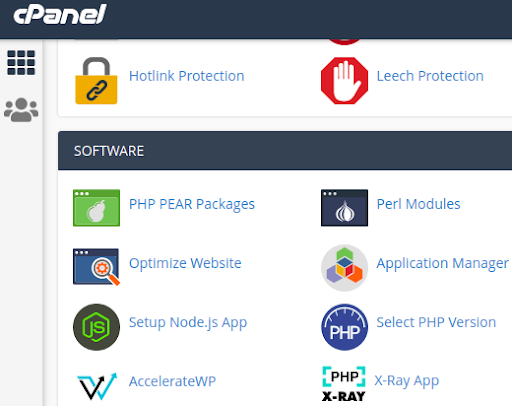 cPanel
Hotlink Protection
Leech Protection
SOFTWARE
PHP PEAR Packages
Perl Modules
Optimize Website
Application Manager
JS
Setup Node.js App
PHP
Select PHP Version
AccelerateWP
PHP
X-RAY
X-Ray App